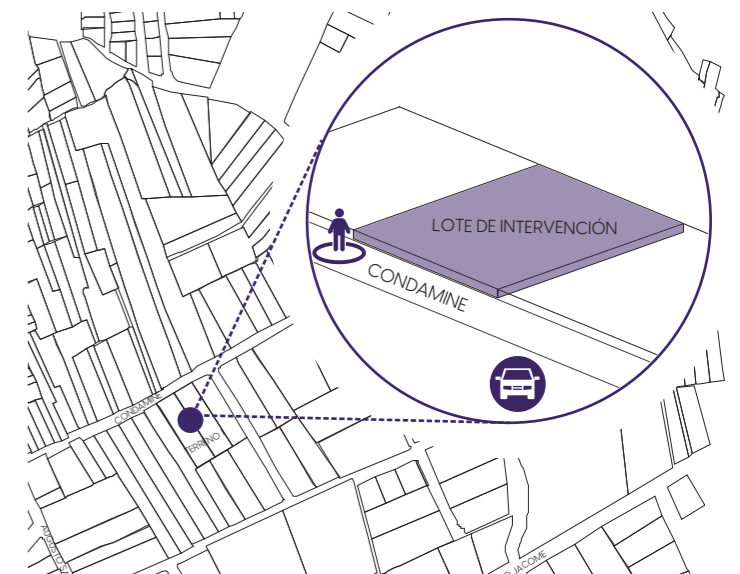 LOTE DE INTERVENCIÓN
CONDAMINE
CONDAMINE
TERRENO
JACOME